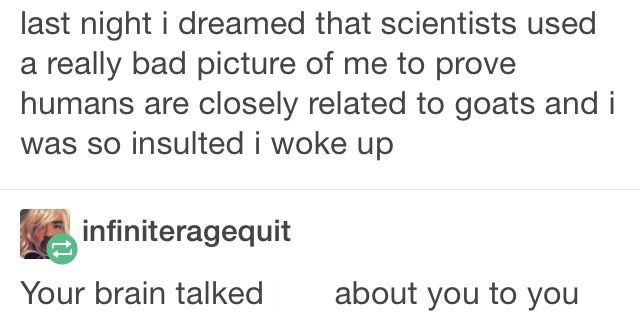 last night i dreamed that scientists used
a really bad picture of me to prove
humans are closely related to goats and i
was so insulted i woke up
infiniteragequit
Your brain talked about you to you